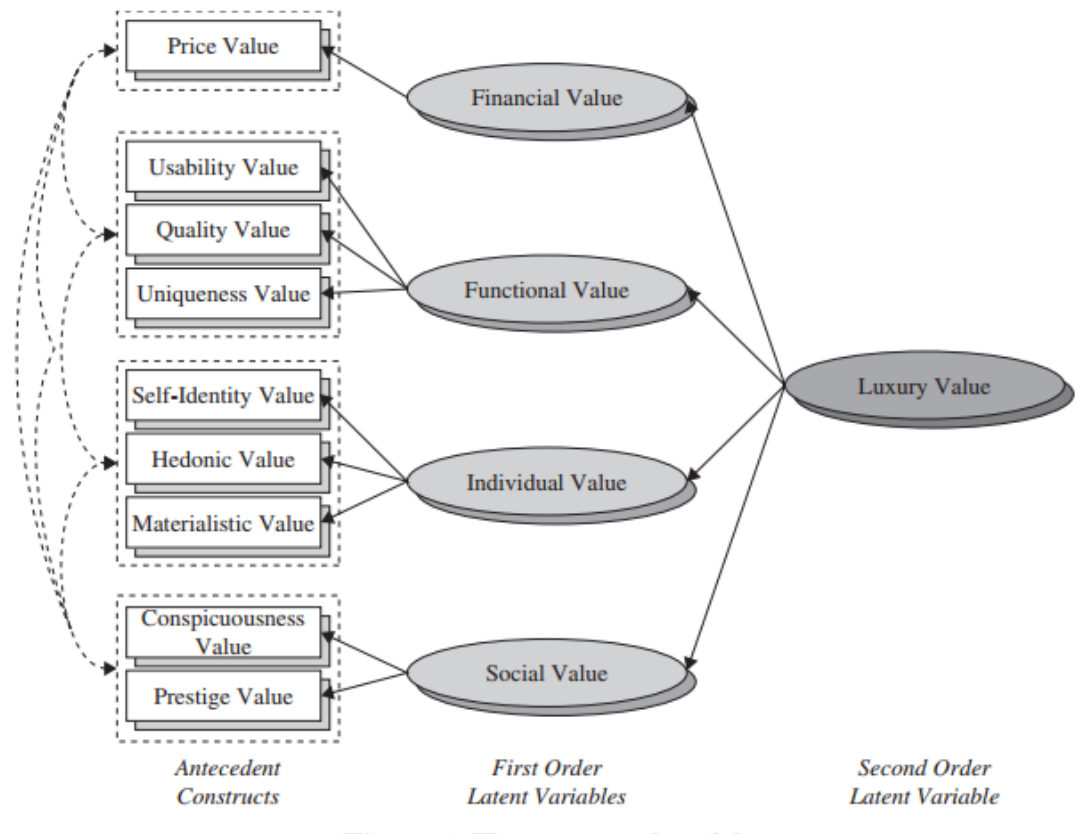 Price Value
Financial Value
Usability Value
Quality Value
Uniqueness Value
Functional Value
Luxury Value
Self-Identity Value
Hedonic Value
Materialistic Value
Individual Value
Conspicuousness
Value
Prestige Value
Social Value
Antecedent
Constructs
First Order
Latent Variables
Second Order
Latent Variable